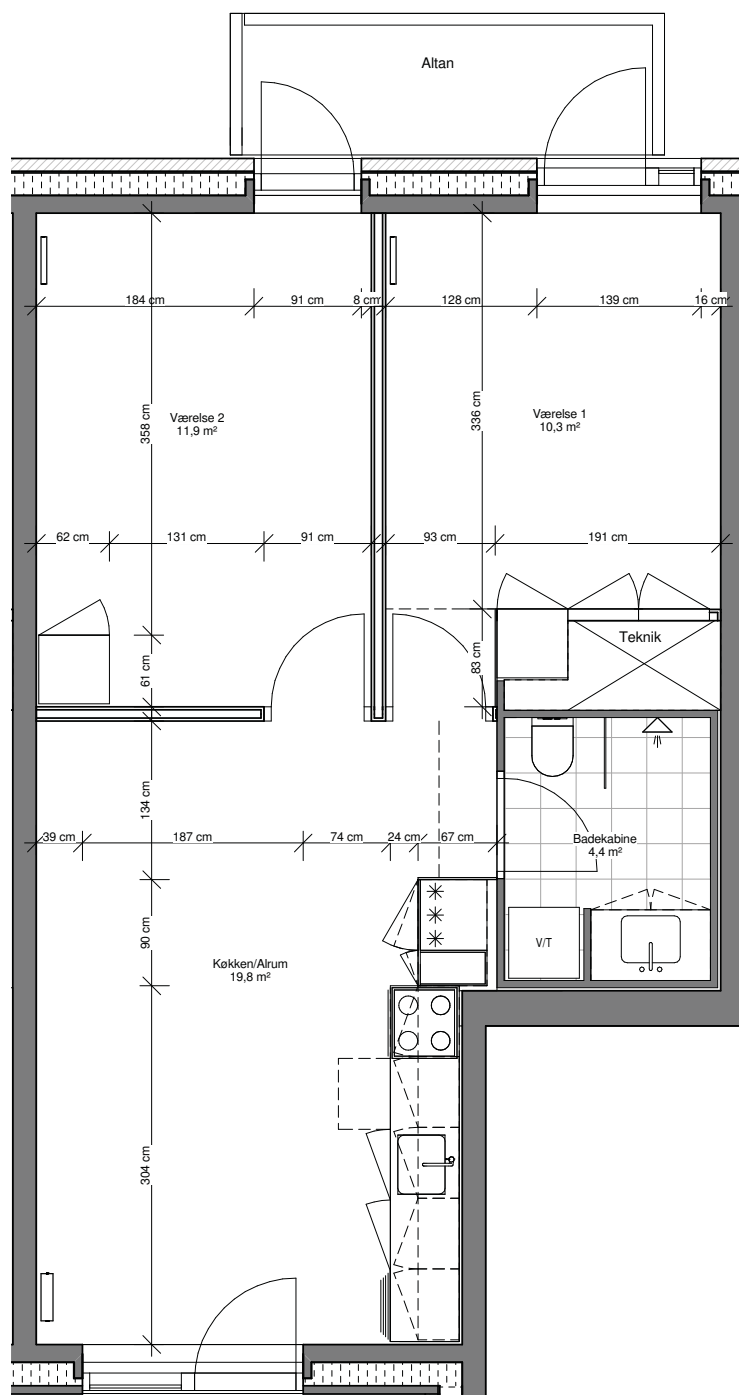 Altan
184 cm
91 cm
8 cm
128 cm
139 cm
16 cm
358 cm
336 cm
Værelse 2
11,9 m²
Værelse 1
10,3 m²
62 cm
131 cm
91 cm
93 cm
191 cm
61 cm
83 cm
Teknik
134 cm
39 cm
187 cm
74 cm
24 cm
67 cm
Badekabine
4,4 m²
90 cm
V/T
Køkken/Alrum
19,8 m²
304 cm